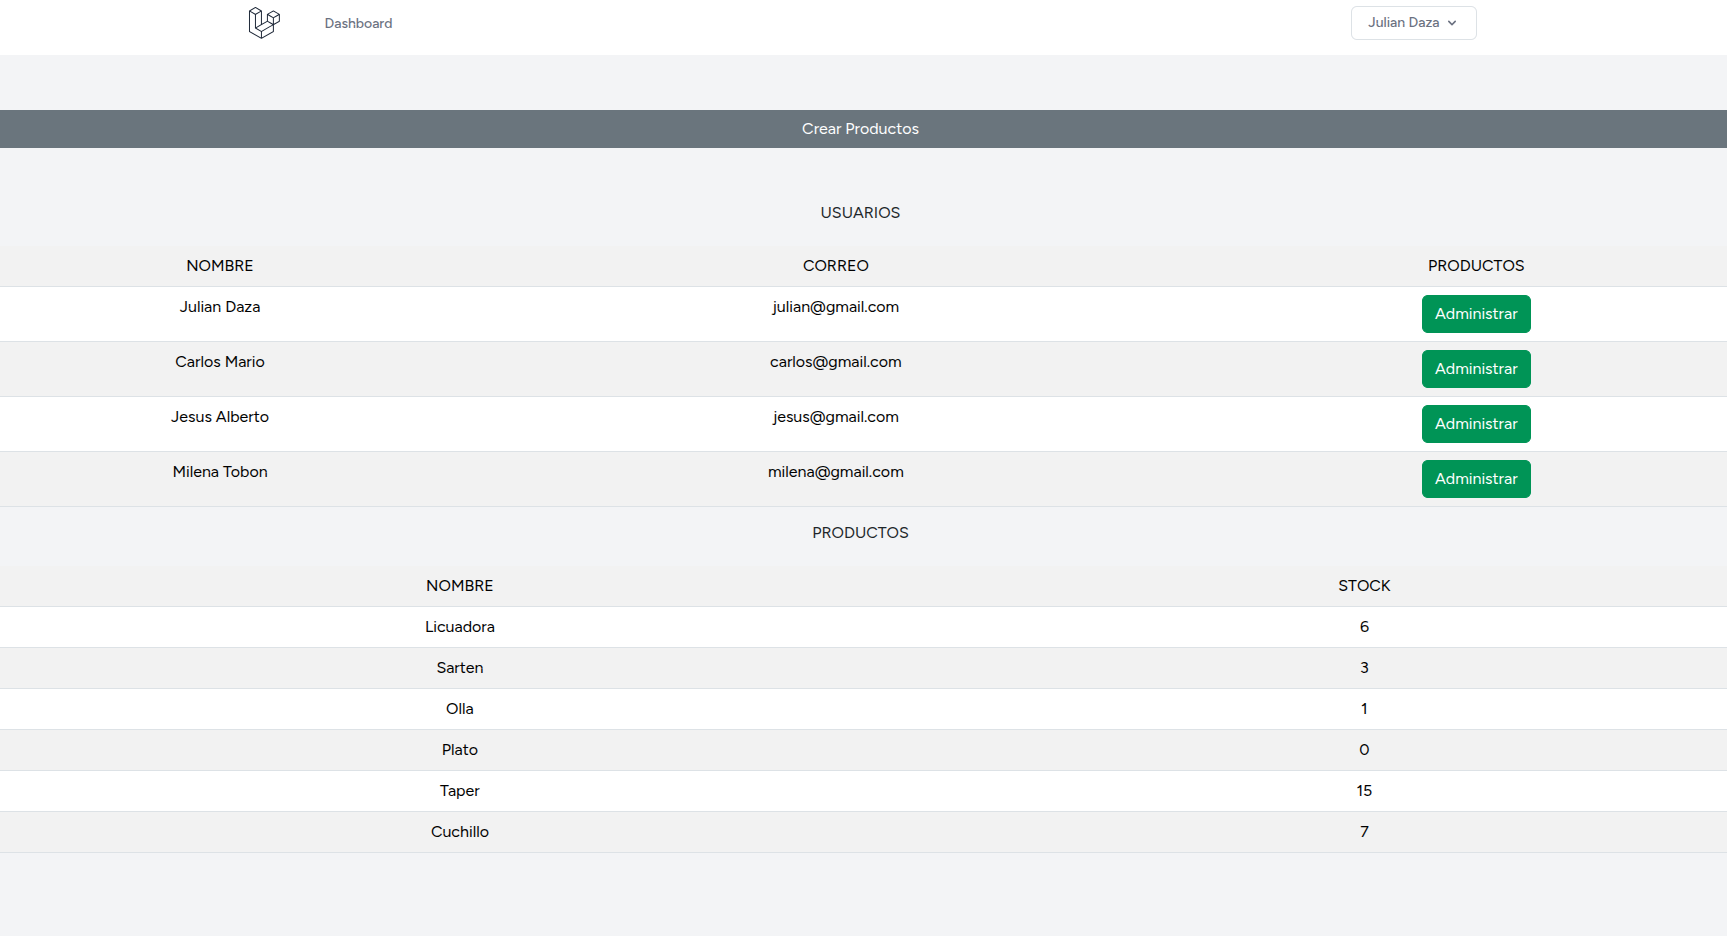 Dashboard Julian Daza
Crear Productos
USUARIOS
NOMBRE CORREO PRODUCTOS
Julian Daza julian@gmail.com Administrar
Carlos Mario carlos@gmail.com Administrar
Jesus Alberto jesus@gmail.com Administrar
Milena Tobon milena@gmail.com Administrar
PRODUCTOS
NOMBRE STOCK
Licuadora 6
Sarten 3
Olla 1
Plato 0
Taper 15
Cuchillo 7